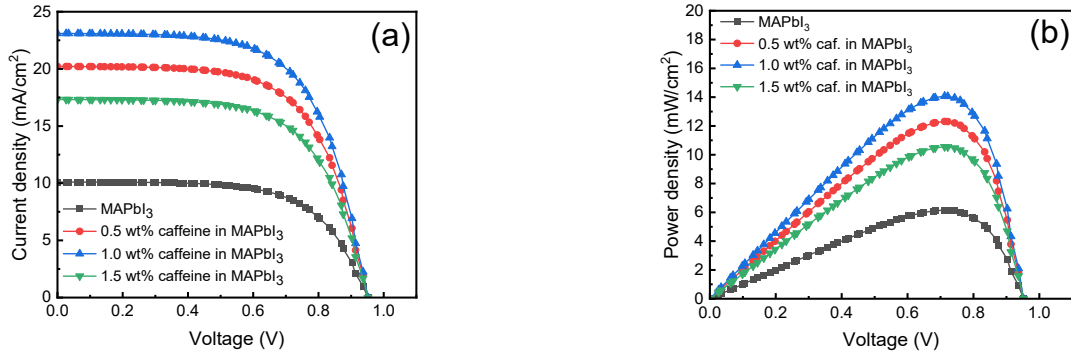 (a)
Current density (mA/cm²)
25
20
15
10
5
0
MAPbI₃
0.5 wt% caffeine in MAPbI₃
1.0 wt% caffeine in MAPbI₃
1.5 wt% caffeine in MAPbI₃
0.0 0.2 0.4 0.6 0.8 1.0
Voltage (V)
(b)
Power density (mW/cm²)
20
18
16
14
12
10
8
6
4
2
0
MAPbI₃
0.5 wt% caf. in MAPbI₃
1.0 wt% caf. in MAPbI₃
1.5 wt% caf. in MAPbI₃
0.0 0.2 0.4 0.6 0.8 1.0
Voltage (V)